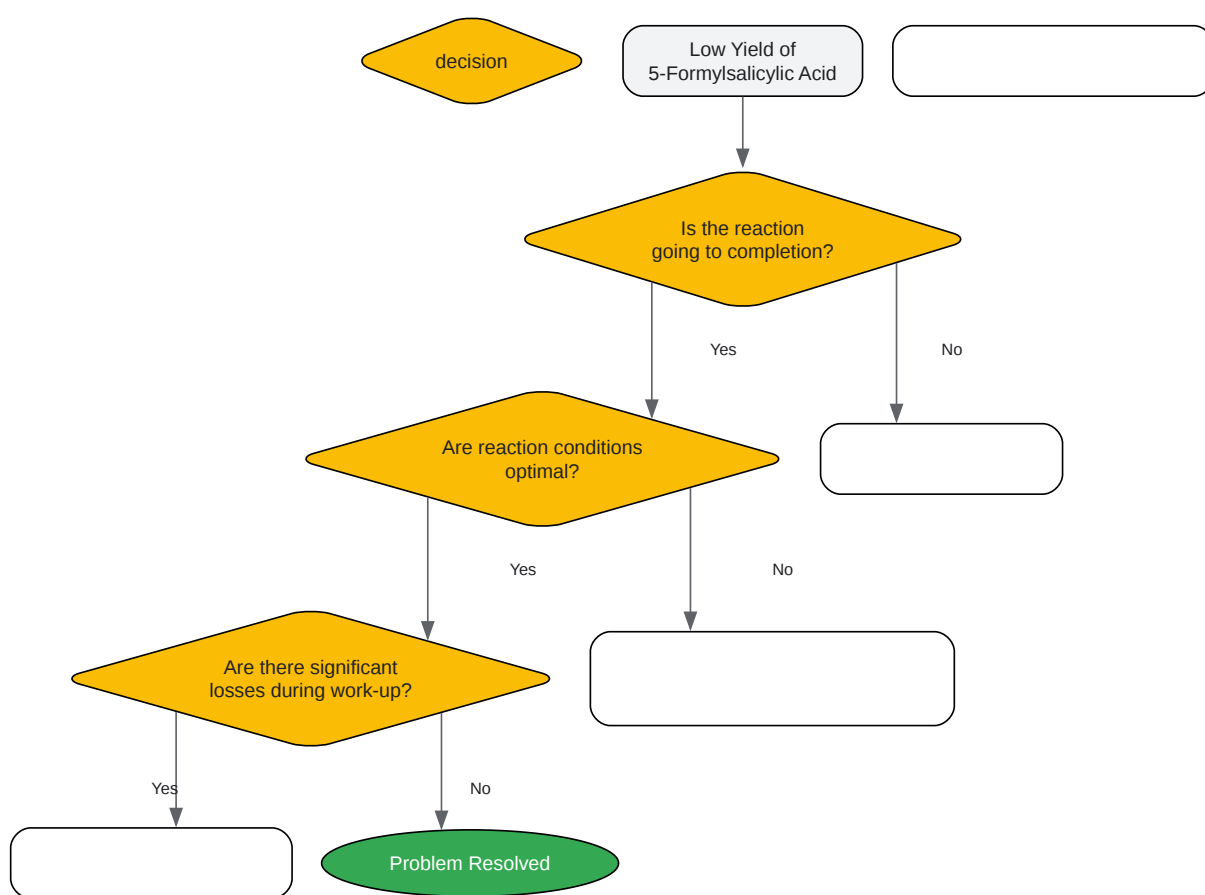 decision
Low Yield of
5-Formylsalicylic Acid
Is the reaction
going to completion?
Yes
No
Are reaction conditions
optimal?
Yes
No
Are there significant
losses during work-up?
Yes
No
Problem Resolved